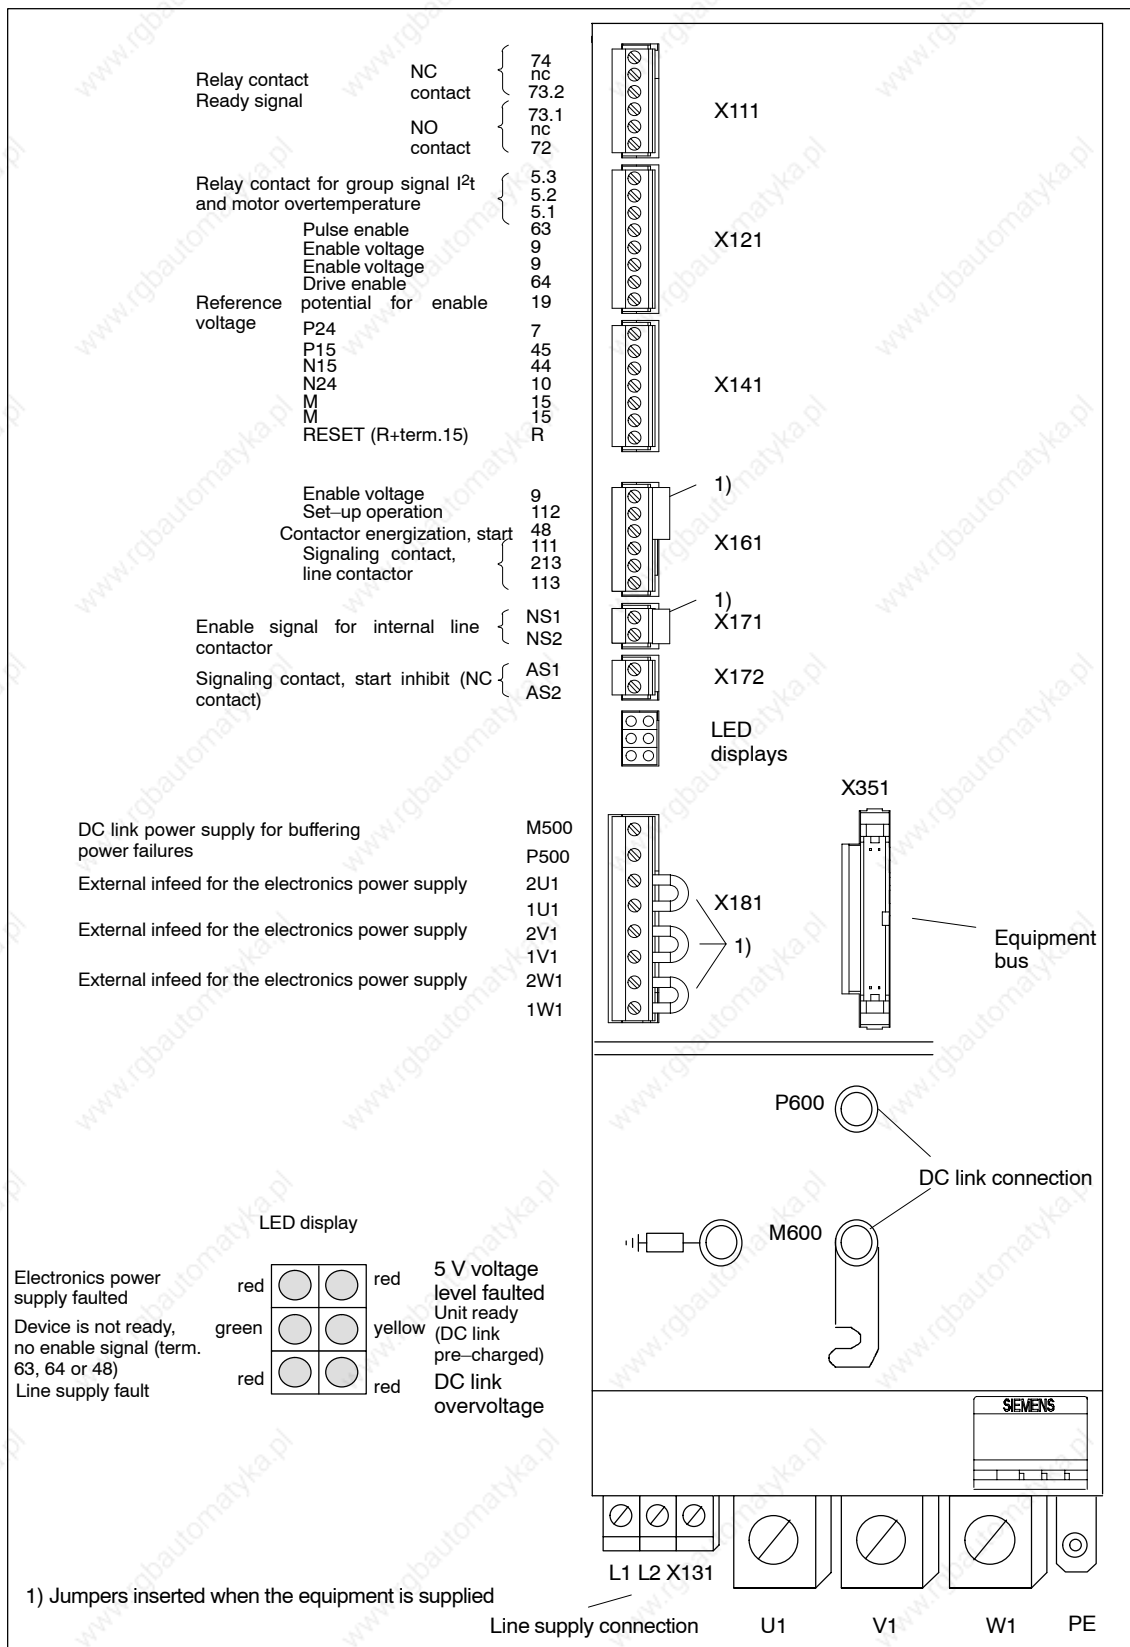 Relay contact
Ready signal
NC
contact
74
nc
73.2
NO
contact
73.1
nc
72
X111
Relay contact for group signal I²t
and motor overtemperature
5.3
5.2
5.1
Pulse enable 63
Enable voltage 9
Enable voltage 9
Drive enable 64
Reference potential for enable
voltage
19
X121
P24 7
P15 45
N15 44
N24 10
M 15
M 15
RESET (R+term.15) R
X141
Enable voltage 9
Set–up operation 112
Contactor energization, start 48
Signaling contact,
line contactor
111
213
113
1)
X161
Enable signal for internal line
contactor
NS1
NS2
1)
X171
Signaling contact, start inhibit (NC
contact)
AS1
AS2
X172
LED
displays
X351
DC link power supply for buffering
power failures
M500
P500
External infeed for the electronics power supply 2U1
1U1
External infeed for the electronics power supply 2V1
1V1
External infeed for the electronics power supply 2W1
1W1
X181
1)
Equipment
bus
P600
DC link connection
M600
LED display
Electronics power
supply faulted
red
red
5 V voltage
level faulted
Device is not ready,
no enable signal (term.
63, 64 or 48)
green
yellow
Unit ready
(DC link
pre–charged)
Line supply fault
red
red
DC link
overvoltage
SIEMENS
L1 L2 X131
1) Jumpers inserted when the equipment is supplied
Line supply connection
U1 V1 W1 PE
www.rgbautomatyka.pl